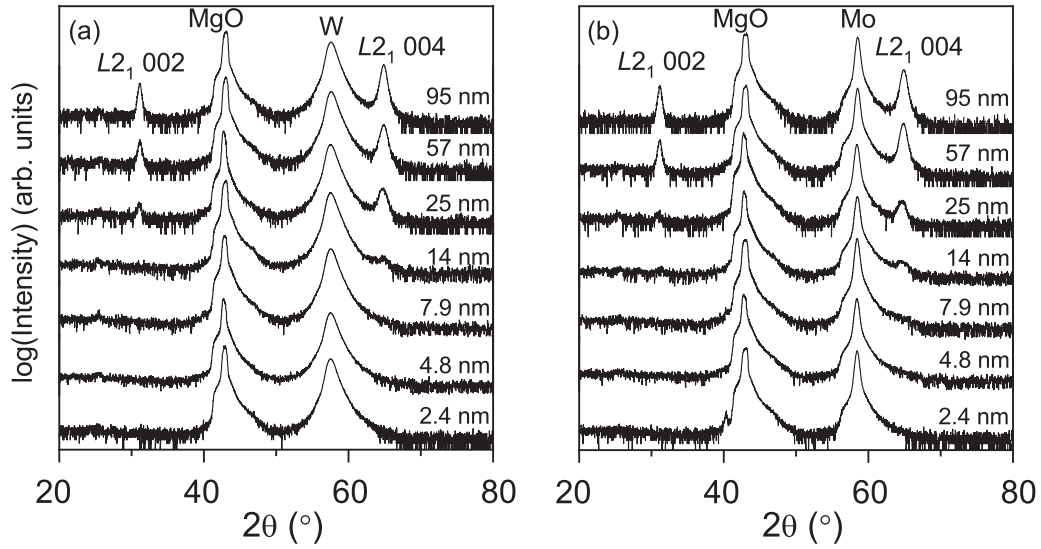 (a)
MgO
W
L2₁ 002
L2₁ 004
95 nm
57 nm
25 nm
14 nm
7.9 nm
4.8 nm
2.4 nm
log(Intensity) (arb. units)
20 40 60 80
2θ (°)
(b)
MgO
Mo
L2₁ 002
L2₁ 004
95 nm
57 nm
25 nm
14 nm
7.9 nm
4.8 nm
2.4 nm
20 40 60 80
2θ (°)